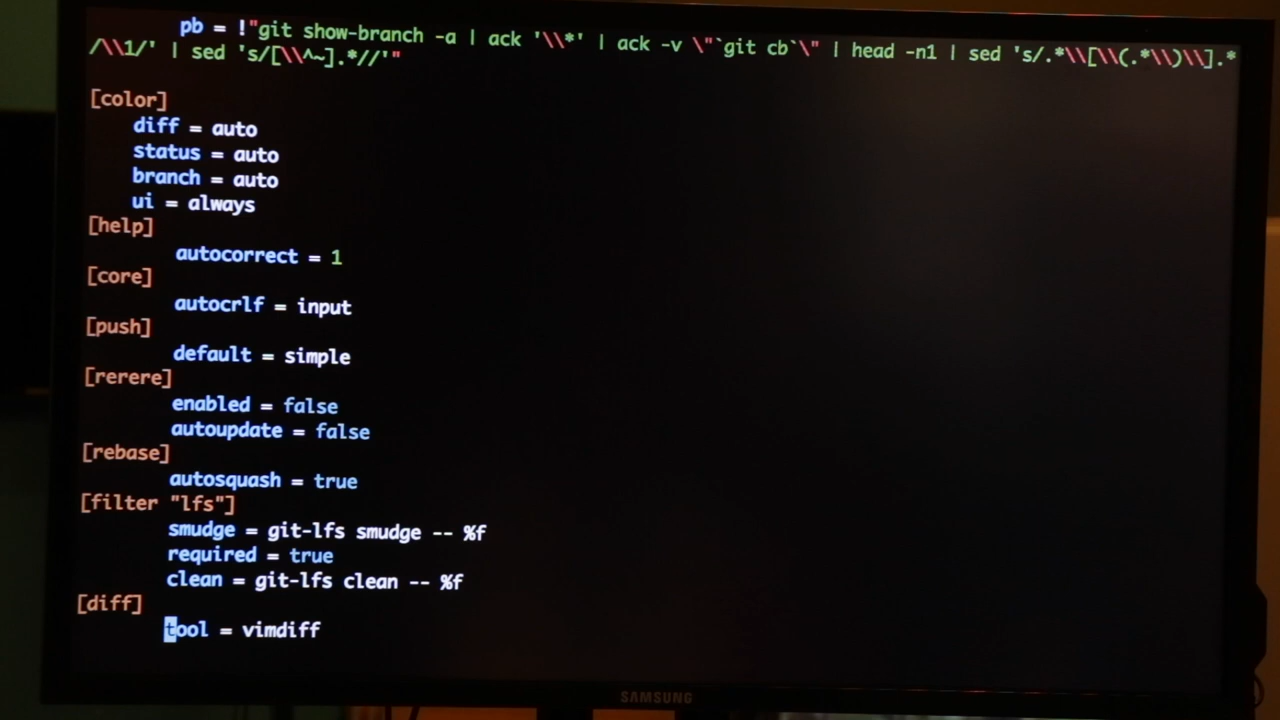 pb = !"git show-branch -a | ack '\\*' | ack -v \"`git cb`\" | head -n1 | sed 's/.*\\[\\(.*\\)\\].*
/\\1/' | sed 's/[\\^~].*//'"
[color]
diff = auto
status = auto
branch = auto
ui = always
[help]
autocorrect = 1
[core]
autocrlf = input
[push]
default = simple
[rerere]
enabled = false
autoupdate = false
[rebase]
autosquash = true
[filter "lfs"]
smudge = git-lfs smudge -- %f
required = true
clean = git-lfs clean -- %f
[diff]
tool = vimdiff
SAMSUNG